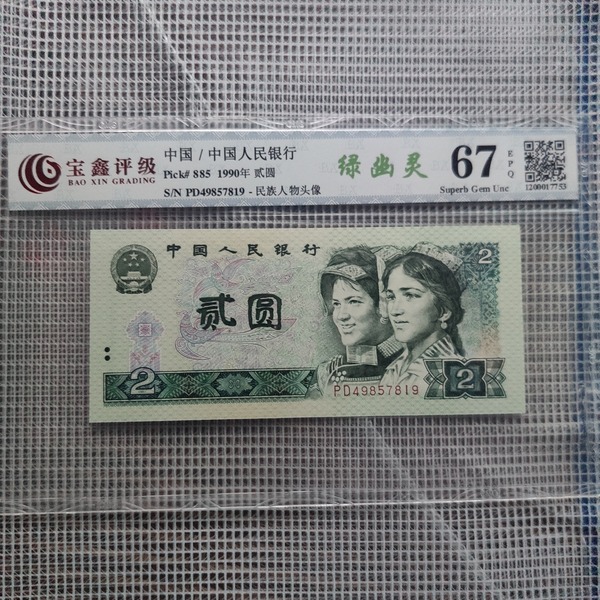 宝鑫评级
BAO XIN GRADING
中国 / 中国人民银行
Pick# 885 1990年 贰圆
S/N PD49857819 - 民族人物头像
绿幽灵
67
EPQ
Superb Gem Unc
1200017753
中国人民银行
贰圆
2
2
PD49857819
2